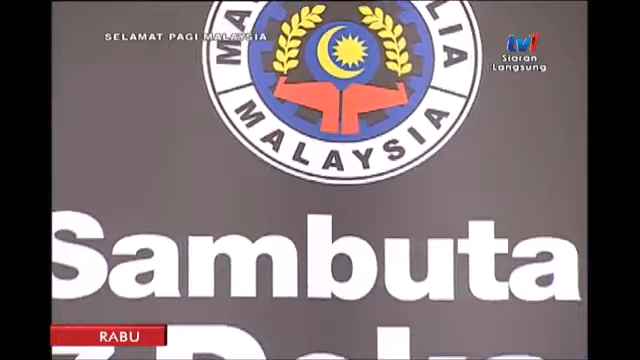 SELAMAT PAGI MALAYSIA
tv1
Siaran
Langsung
MALAYSIA
Sambuta
RABU